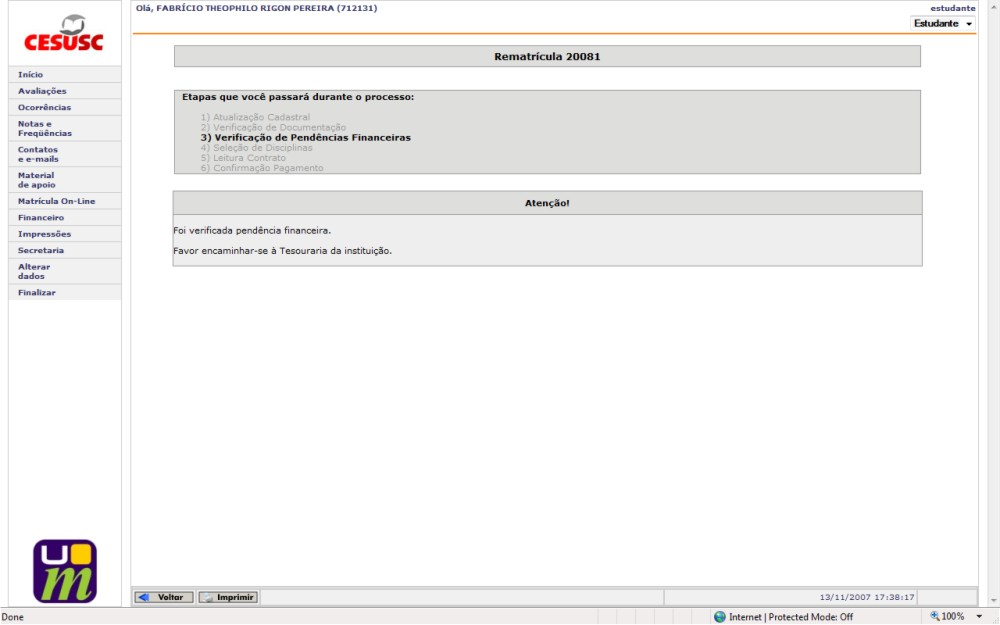 Olá, FABRÍCIO THEOPHILO RIGON PEREIRA (712131)
estudante
Estudante
CESUSC
Início
Avaliações
Ocorrências
Notas e
Freqüências
Contatos
e e-mails
Material
de apoio
Matrícula On-Line
Financeiro
Impressões
Secretaria
Alterar
dados
Finalizar
Rematrícula 20081
Etapas que você passará durante o processo:
1) Atualização Cadastral
2) Verificação de Documentação
3) Verificação de Pendências Financeiras
4) Seleção de Disciplinas
5) Leitura Contrato
6) Confirmação Pagamento
Atenção!
Foi verificada pendência financeira.
Favor encaminhar-se à Tesouraria da instituição.
um
Voltar
Imprimir
13/11/2007 17:38:17
Done
Internet | Protected Mode: Off
100%